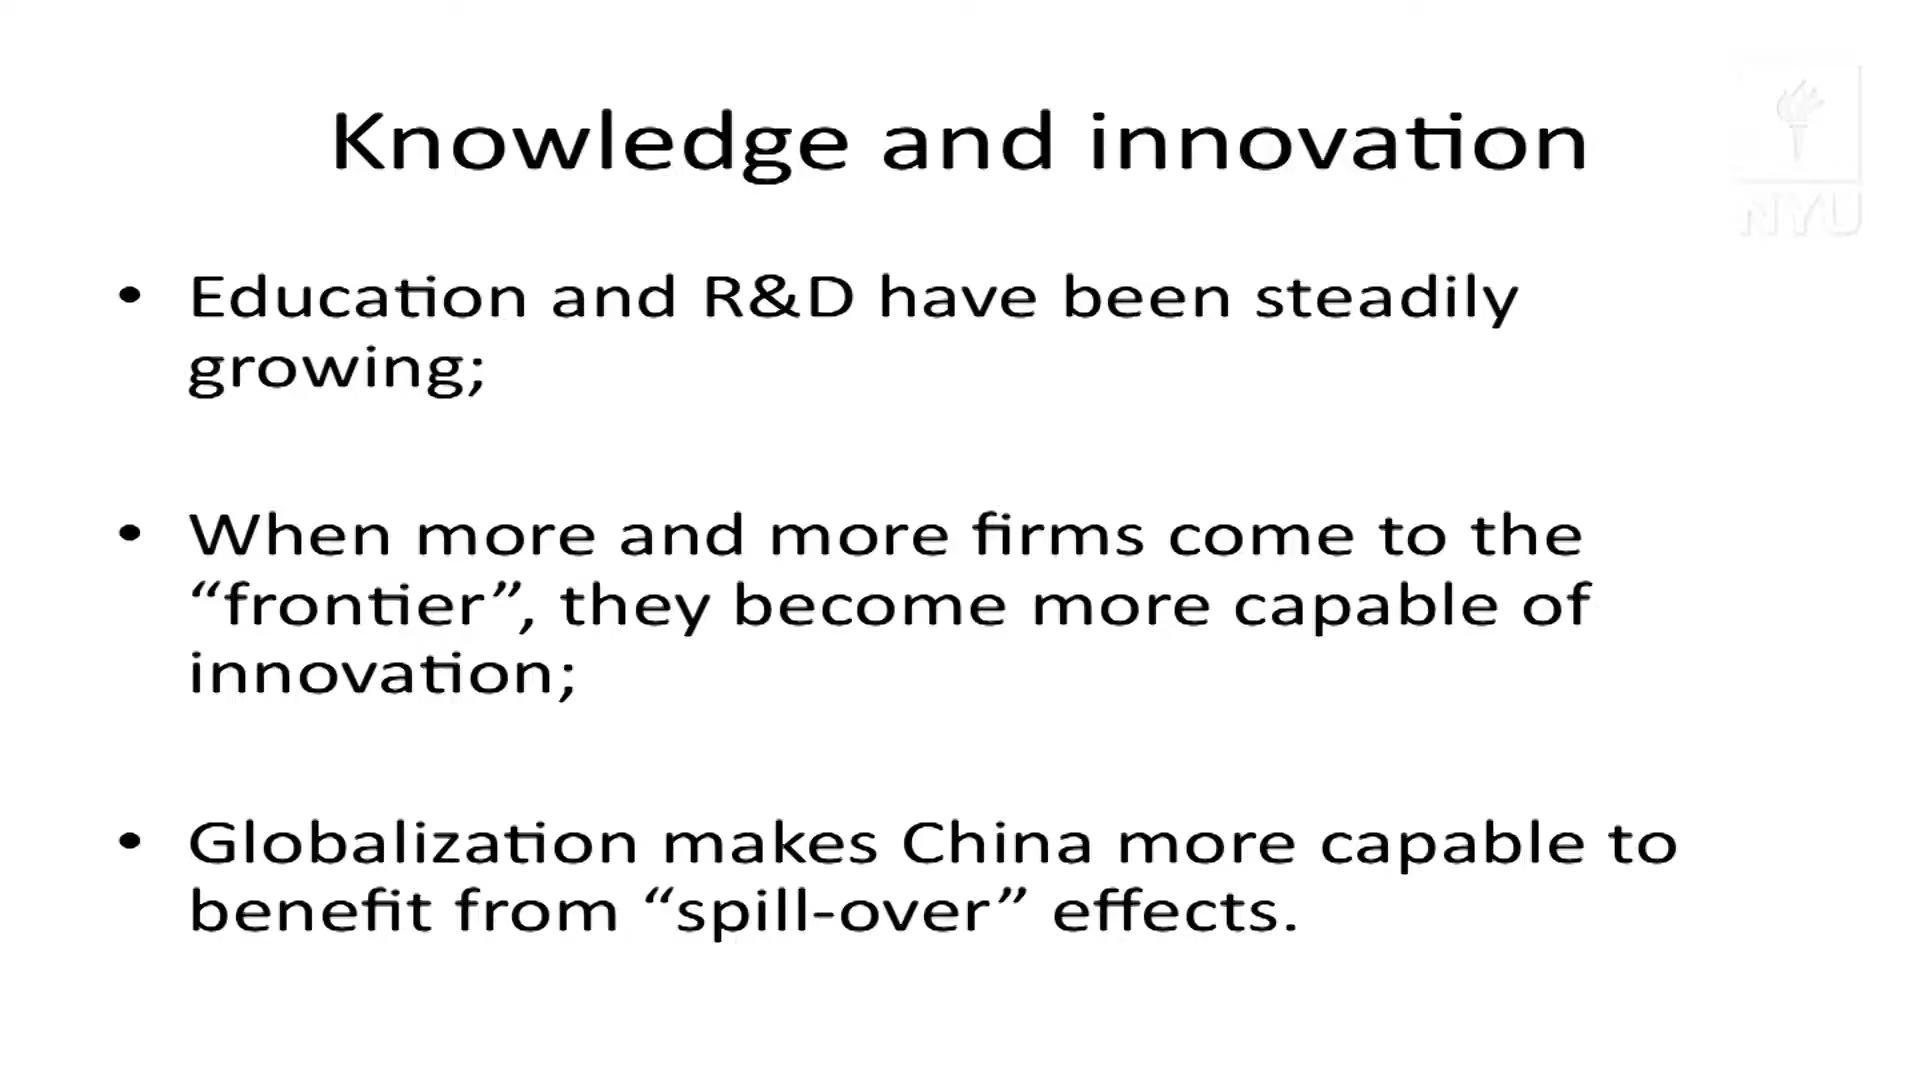 Knowledge and innovation
NYU
• Education and R&D have been steadily
growing;
• When more and more firms come to the
“frontier”, they become more capable of
innovation;
• Globalization makes China more capable to
benefit from “spill-over” effects.